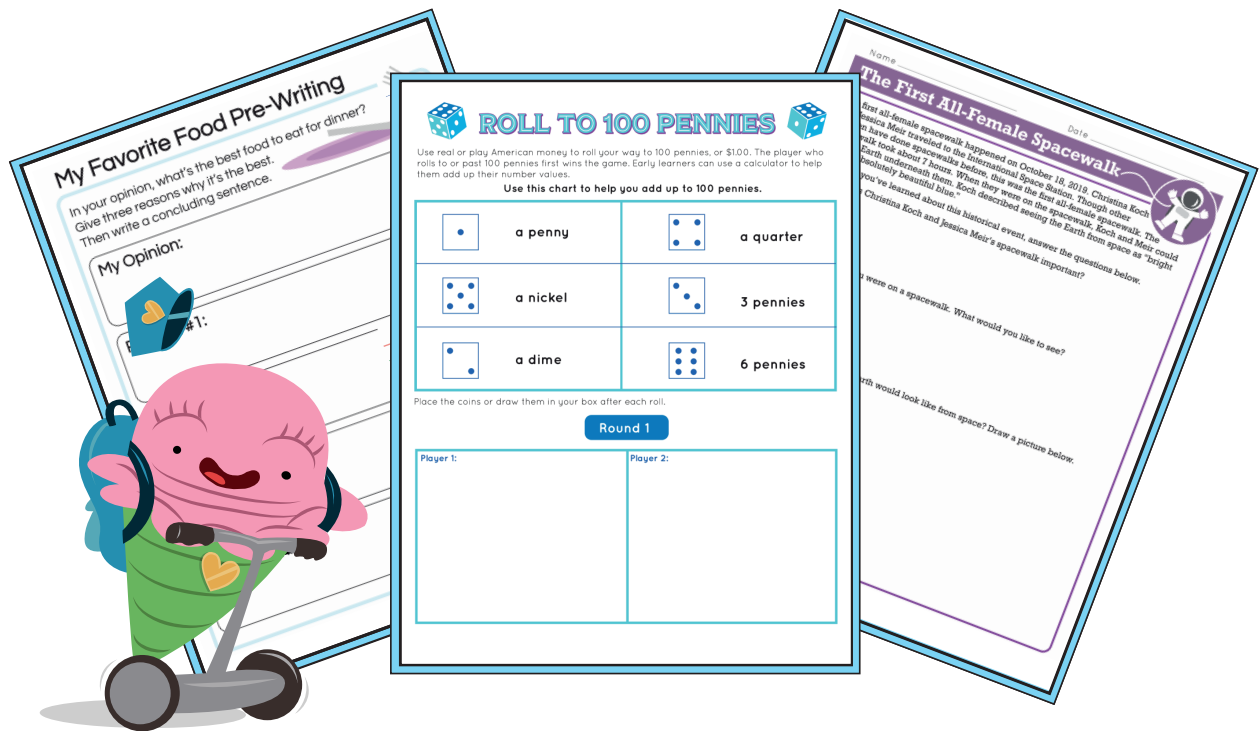 My Favorite Food Pre-Writing
In your opinion, what's the best food to eat for dinner?
Give three reasons why it's the best.
Then write a concluding sentence.
My Opinion:
#1:
ROLL TO 100 PENNIES
Use real or play American money to roll your way to 100 pennies, or $1.00. The player who
rolls to or past 100 pennies first wins the game. Early learners can use a calculator to help
them add up their number values.
Use this chart to help you add up to 100 pennies.
a penny
a quarter
a nickel
3 pennies
a dime
6 pennies
Place the coins or draw them in your box after each roll.
Round 1
Player 1:
Player 2:
Name
Date
The First All-Female Spacewalk
first all-female spacewalk happened on October 18, 2019. Christina Koch
Jessica Meir traveled to the International Space Station. Though other
have done spacewalks before, this was the first all-female spacewalk. The
walk took about 7 hours. When they were on the spacewalk, Koch and Meir could
Earth underneath them. Koch described seeing the Earth from space as "bright
beautiful blue."
you've learned about this historical event, answer the questions below.
Christina Koch and Jessica Meir's spacewalk important?
were on a spacewalk. What would you like to see?
would look like from space? Draw a picture below.